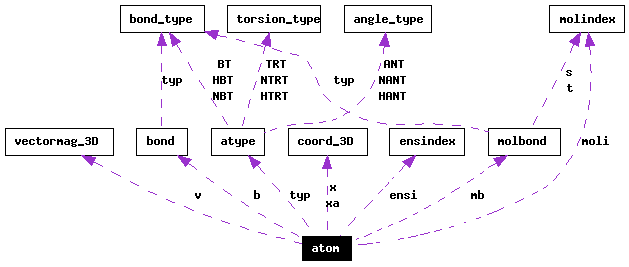 bond_type torsion_type angle_type molindex
BT TRT ANT
typ HBT NTRT typ NANT s
NBT HTRT HANT t
vectormag_3D bond atype coord_3D ensindex molbond moli
v b typ x xa ensi mb
atom